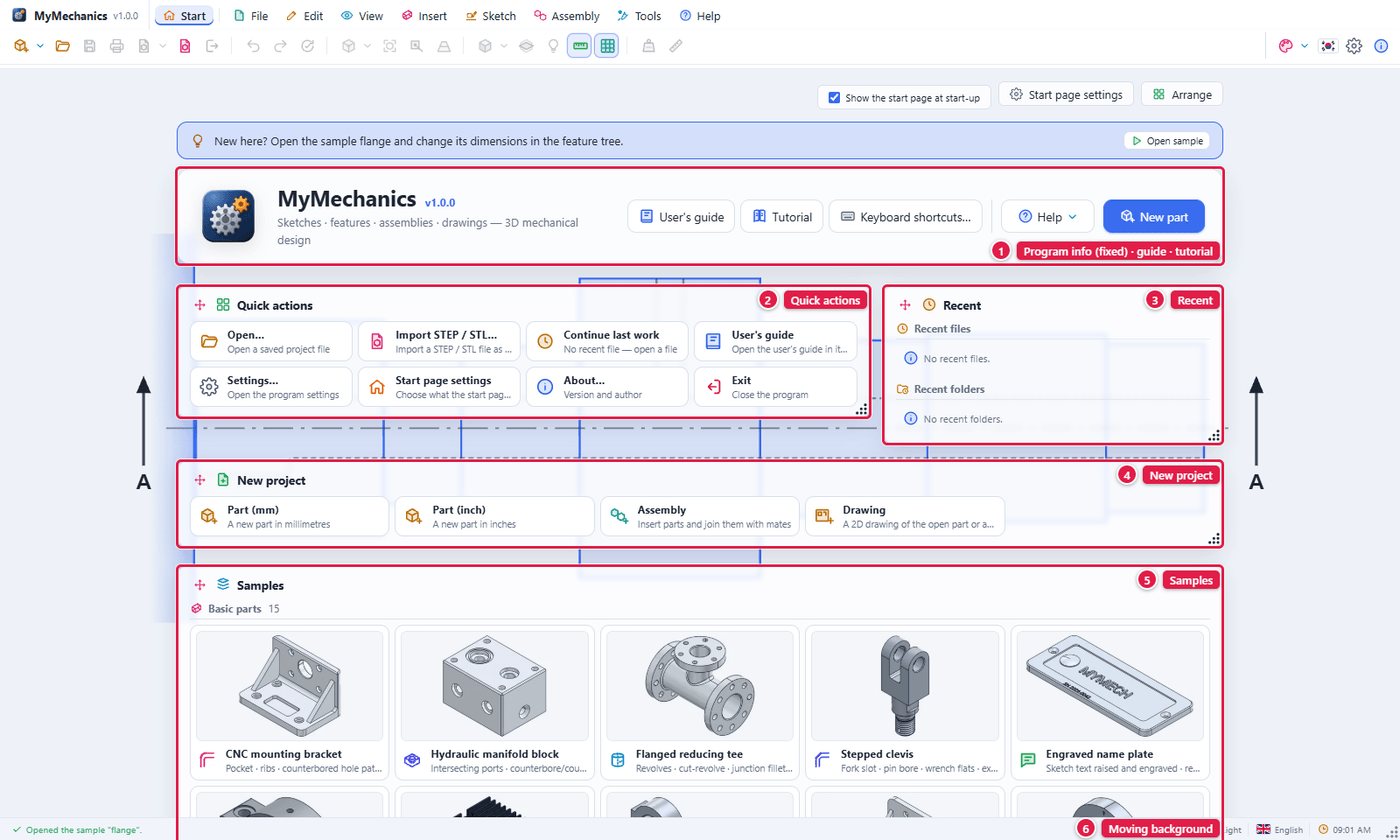 MyMechanics v1.0.0
Start File Edit View Insert Sketch Assembly Tools Help
Show the start page at start-up
Start page settings
Arrange
New here? Open the sample flange and change its dimensions in the feature tree.
Open sample
MyMechanics v1.0.0
Sketches · features · assemblies · drawings — 3D mechanical
design
User's guide
Tutorial
Keyboard shortcuts...
Help
New part
1 Program info (fixed) · guide · tutorial
Quick actions
2 Quick actions
Open...
Open a saved project file
Import STEP / STL...
Import a STEP / STL file as ...
Continue last work
No recent file — open a file
User's guide
Open the user's guide in it...
Settings...
Open the program settings
Start page settings
Choose what the start pag...
About...
Version and author
Exit
Close the program
Recent
3 Recent
Recent files
No recent files.
Recent folders
No recent folders.
A
A
New project
4 New project
Part (mm)
A new part in millimetres
Part (inch)
A new part in inches
Assembly
Insert parts and join them with mates
Drawing
A 2D drawing of the open part or a...
Samples
5 Samples
Basic parts 15
MYMECH
CNC mounting bracket
Pocket · ribs · counterbored hole pat...
Hydraulic manifold block
Intersecting ports · counterbore/cou...
Flanged reducing tee
Revolves · cut-revolve · junction fillet...
Stepped clevis
Fork slot · pin bore · wrench flats · ex...
Engraved name plate
Sketch text raised and engraved · re...
6 Moving background
Opened the sample "flange".
English
09:01 AM